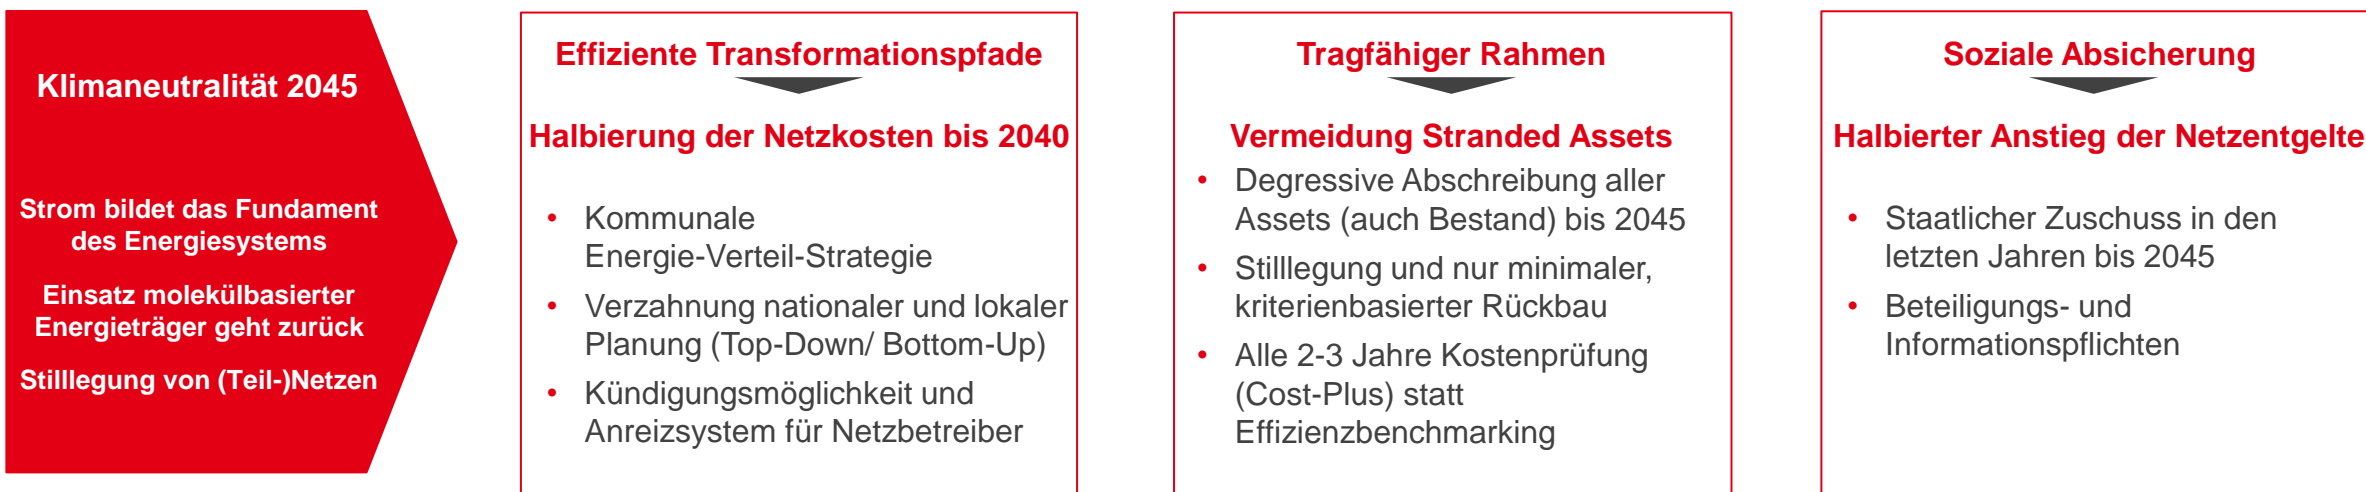 Klimaneutralität 2045
Strom bildet das Fundament
des Energiesystems
Einsatz molekülbasierter
Energieträger geht zurück
Stilllegung von (Teil-)Netzen
Effiziente Transformationspfade
Halbierung der Netzkosten bis 2040
• Kommunale
Energie-Verteil-Strategie
• Verzahnung nationaler und lokaler
Planung (Top-Down/ Bottom-Up)
• Kündigungsmöglichkeit und
Anreizsystem für Netzbetreiber
Tragfähiger Rahmen
Vermeidung Stranded Assets
• Degressive Abschreibung aller
Assets (auch Bestand) bis 2045
• Stilllegung und nur minimaler,
kriterienbasierter Rückbau
• Alle 2-3 Jahre Kostenprüfung
(Cost-Plus) statt
Effizienzbenchmarking
Soziale Absicherung
Halbierter Anstieg der Netzentgelte
• Staatlicher Zuschuss in den
letzten Jahren bis 2045
• Beteiligungs- und
Informationspflichten